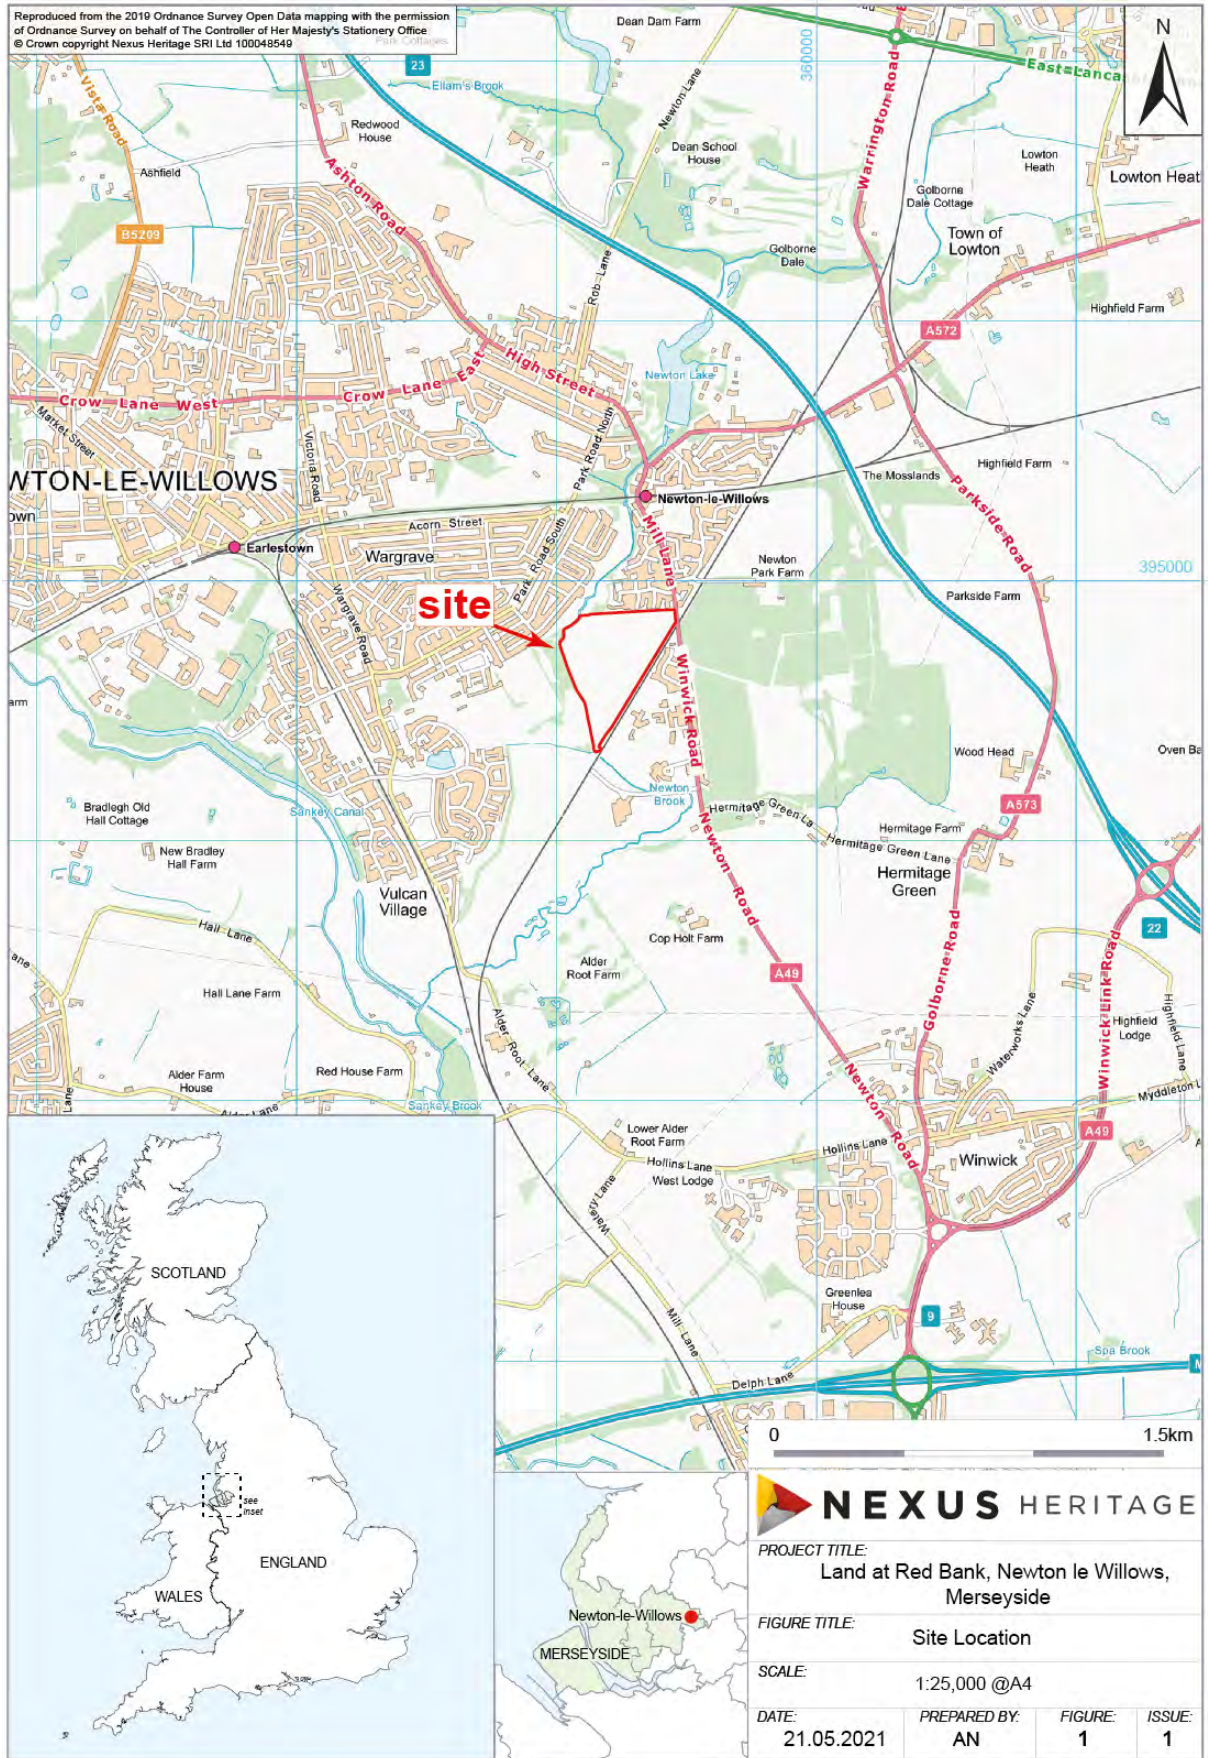 Reproduced from the 2019 Ordnance Survey Open Data mapping with the permission
of Ordnance Survey on behalf of The Controller of Her Majesty's Stationery Office
© Crown copyright Nexus Heritage SRI Ltd 100048549
Park Cottages
Dean Dam Farm
360000
N
23
Ellam's Brook
East-Lanca
Vista Road
Redwood
House
Newton Lane
Dean School
House
Warrington Road
Lowton
Heath
Lowton Heat
Ashfield
Ashton Road
Golborne
Dale Cottage
B5209
Town of
Lowton
Golborne
Dale
Rob Lane
Highfield Farm
A572
High Street
Newton Lake
Crow Lane West
Crow Lane East
Market Street
Victoria Road
Park Road North
WTON-LE-WILLOWS
The Mosslands
Highfield Farm
Parkside Road
own
Newton-le-Willows
Acorn Street
Earlestown
Wargrave
Park Road South
Mill Lane
Newton
Park Farm
395000
Wargrave Road
Parkside Farm
site
Winwick Road
arm
Wood Head
Oven Ba
Bradlegh Old
Hall Cottage
Sankey Canal
Newton
Brook
Hermitage Green La
A573
New Bradley
Hall Farm
Newton Road
Hermitage Farm
Hermitage Green Lane
Hermitage
Green
Vulcan
Village
Hall Lane
Cop Holt Farm
22
ane
Alder
Root Farm
A49
Golborne Road
Hall Lane Farm
Waterworks Lane
Winwick Link Road
Highfield Lane
Highfield
Lodge
Alder Root Lane
Alder Farm
House
Red House Farm
Newton Road
Lane
Alder Lane
Sankey Brook
Myddleton L
Lower Alder
Root Farm
Hollins Lane
A49
A
Hollins Lane
West Lodge
Winwick
Watery Lane
SCOTLAND
Greenlea
House
Mill Lane
9
Spa Brook
M
Delph Lane
0
1.5km
see
inset
NEXUS HERITAGE
PROJECT TITLE:
Land at Red Bank, Newton le Willows,
Merseyside
ENGLAND
WALES
Newton-le-Willows
MERSEYSIDE
FIGURE TITLE:
Site Location
SCALE:
1:25,000 @A4
DATE:
PREPARED BY:
FIGURE:
ISSUE:
21.05.2021
AN
1
1